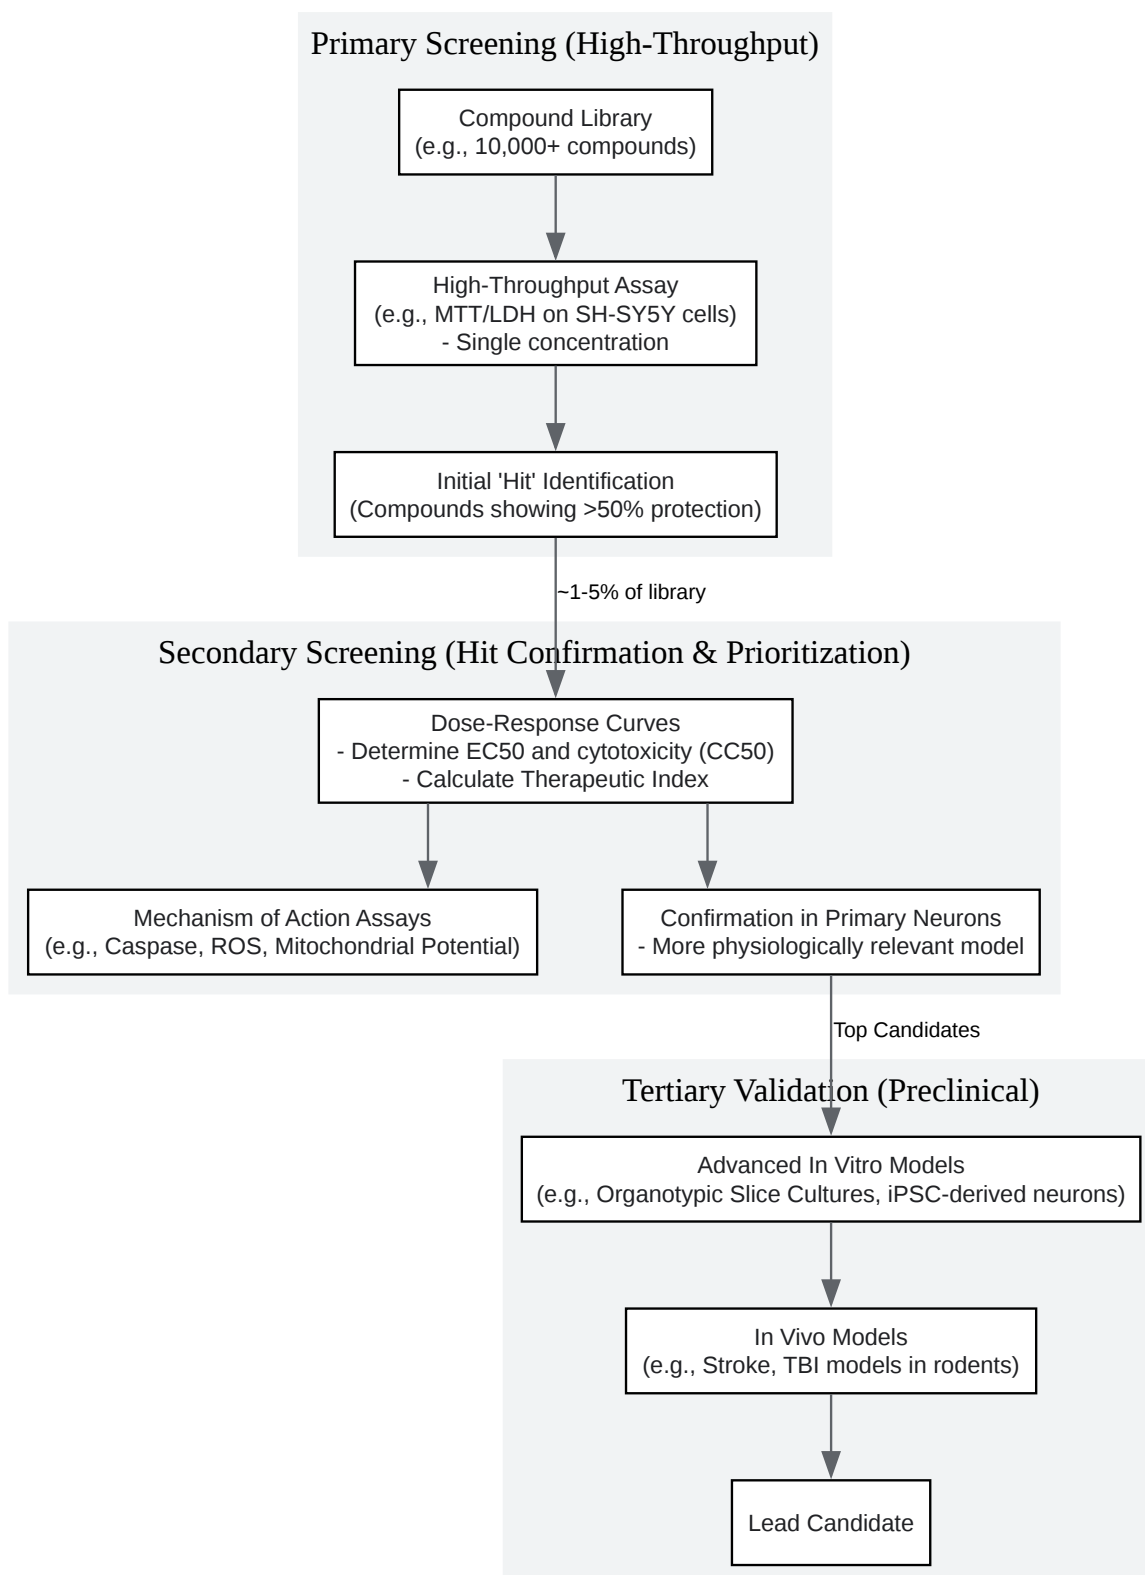 Primary Screening (High-Throughput)
Compound Library
(e.g., 10,000+ compounds)
High-Throughput Assay
(e.g., MTT/LDH on SH-SY5Y cells)
- Single concentration
Initial 'Hit' Identification
(Compounds showing >50% protection)
~1-5% of library
Secondary Screening (Hit Confirmation & Prioritization)
Dose-Response Curves
- Determine EC50 and cytotoxicity (CC50)
- Calculate Therapeutic Index
Mechanism of Action Assays
(e.g., Caspase, ROS, Mitochondrial Potential)
Confirmation in Primary Neurons
- More physiologically relevant model
Top Candidates
Tertiary Validation (Preclinical)
Advanced In Vitro Models
(e.g., Organotypic Slice Cultures, iPSC-derived neurons)
In Vivo Models
(e.g., Stroke, TBI models in rodents)
Lead Candidate